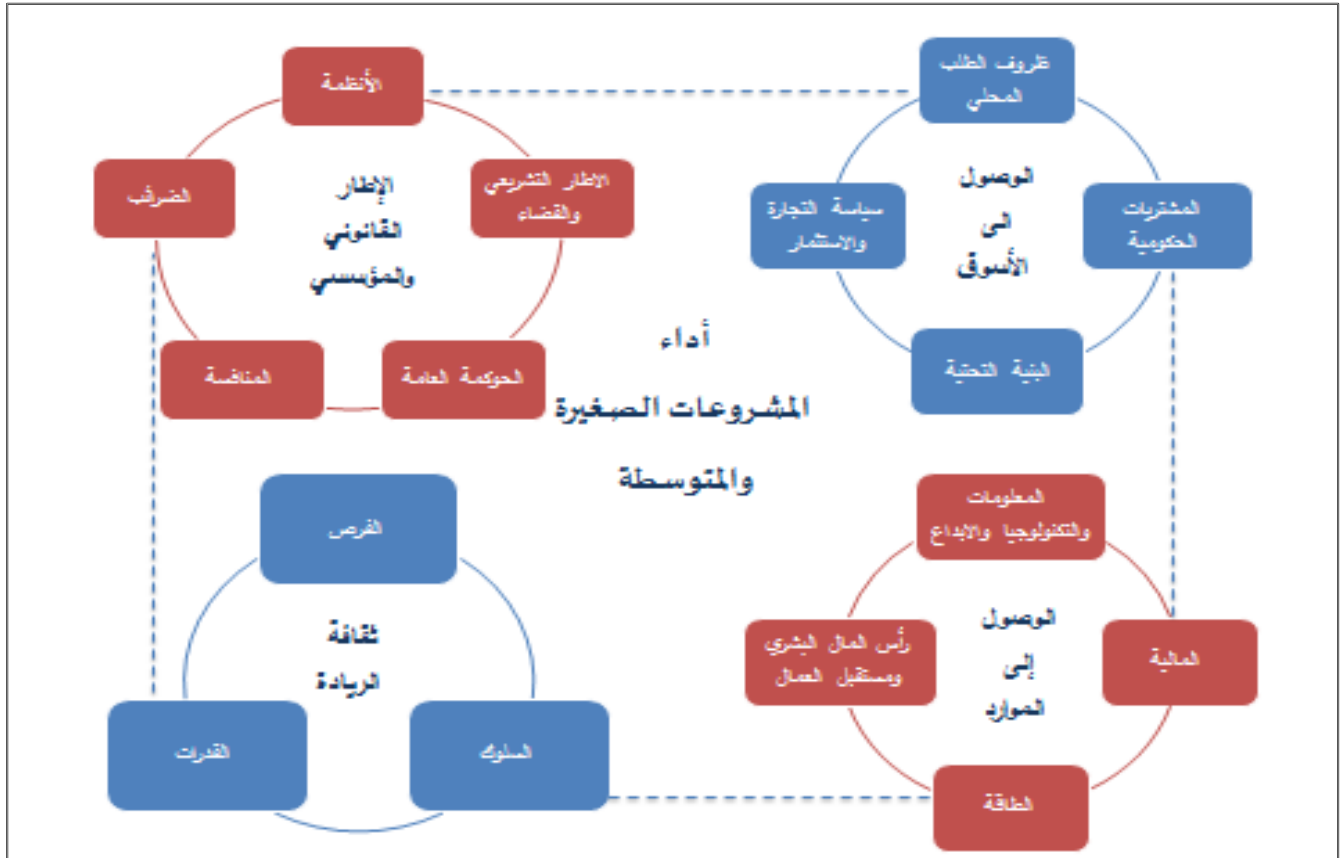 ظروف الطلب
المحلي
المشتريات
الحكومية
البنية التحتية
سياسة التجارة
والاستثمار
الوصول
الى
الأسوق
الأنظمة
الاطار التشريعي
والقضاء
الحوكمة العامة
المنافسة
الضرائب
الإطار
القانوني
والمؤسسي
أداء
المشروعات الصغيرة
والمتوسطة
المعلومات
والتكنولوجيا والابداع
المالية
الطاقة
رأس المال البشري
ومستقبل العمال
الوصول
إلى
الموارد
الفرص
السلوك
القدرات
ثقافة
الريادة